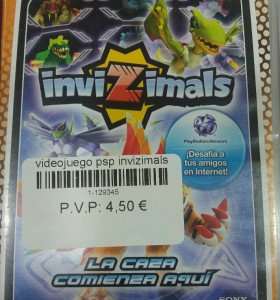 inviZimals
PlayStation Network
¡Desafía a
tus amigos
en Internet!
videojuego psp invizimals
1-129345
P.V.P: 4,50 €
LA CAZA
COMIENZA AQUÍ
SONY